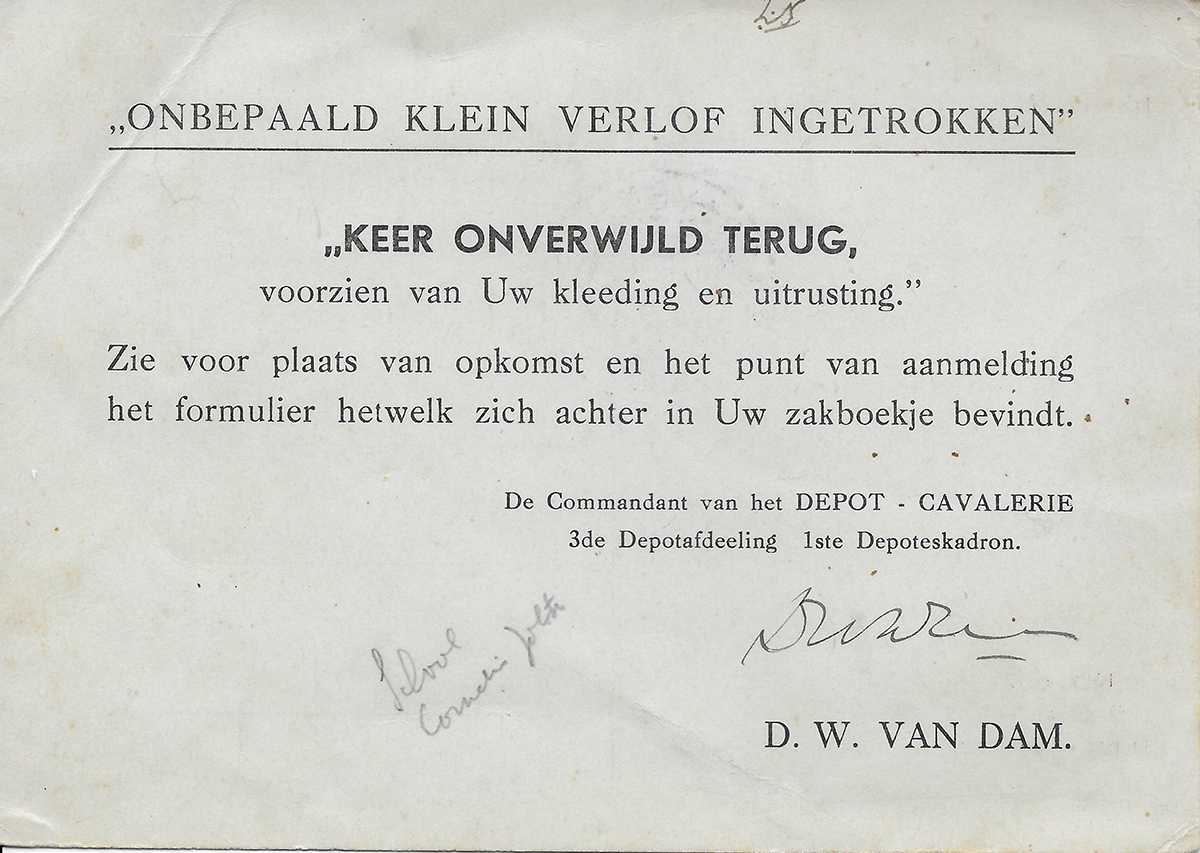 „ONBEPAALD KLEIN VERLOF INGETROKKEN”
„KEER ONVERWIJLD TERUG,
voorzien van Uw kleeding en uitrusting.”
Zie voor plaats van opkomst en het punt van aanmelding
het formulier hetwelk zich achter in Uw zakboekje bevindt.
De Commandant van het DEPOT - CAVALERIE
3de Depotafdeeling 1ste Depoteskadron.
School
Cornelis
D. W. VAN DAM.